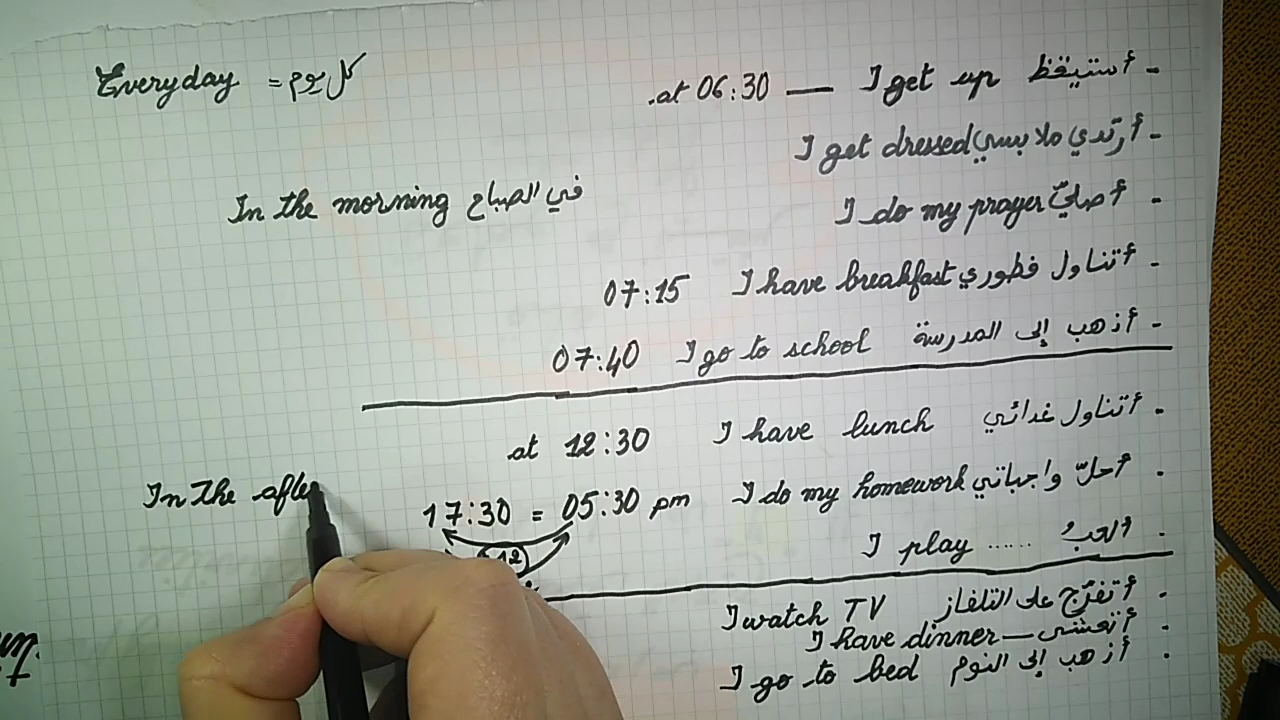 Everyday = كل يوم
.at 06:30 — I get up أستيقظ -
I get dressed أرتدي ملابسي -
In the morning في الصباح
I do my prayer أصلّي -
07:15 I have breakfast أتناول فطوري -
07:40 I go to school أذهب إلى المدرسة -
at 12:30 I have lunch أتناول غدائي -
In the afte
17:30 = 05:30 pm I do my homework أحلّ واجباتي -
12
I play ...... ألعبُ -
I watch TV أتفرّج على التلفاز -
I have dinner — أتعشى -
I go to bed أذهب إلى النوم -